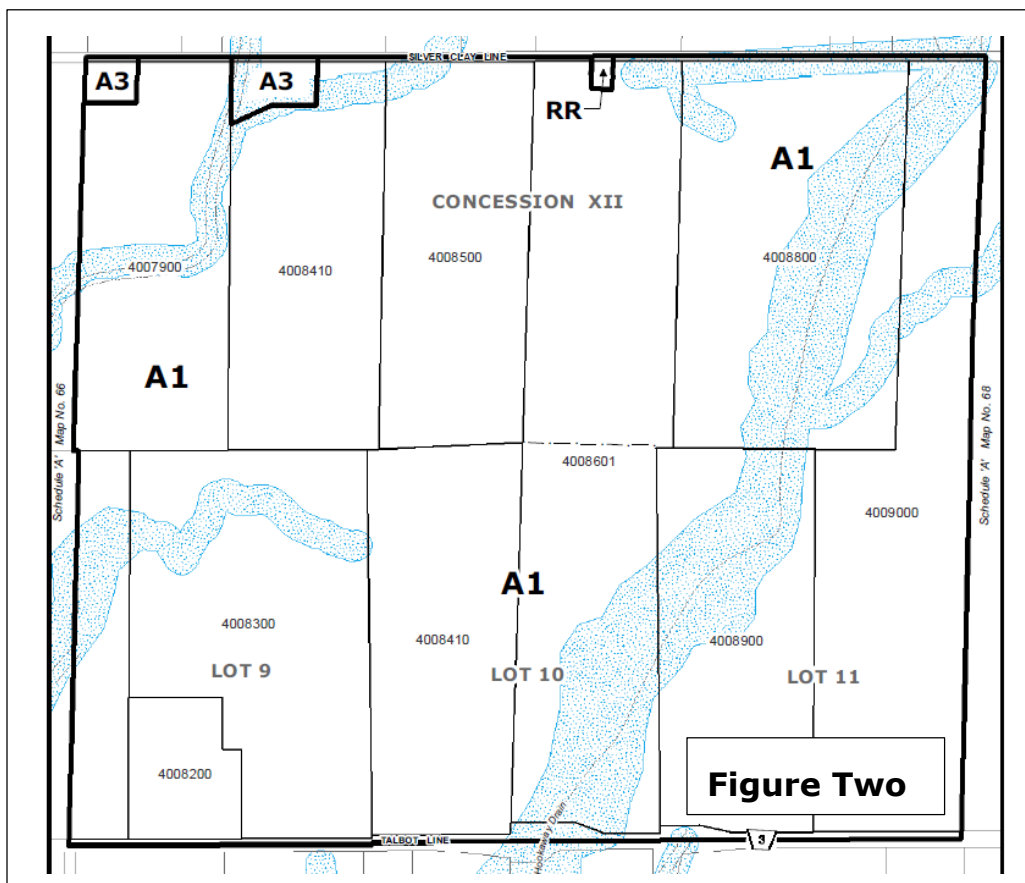 SILVER CLAY LINE
A3
A3
RR
A1
CONCESSION XII
4007900
4008410
4008500
4008800
A1
Schedule 'A' Map No. 66
Schedule 'A' Map No. 68
4008601
4009000
A1
4008300
4008410
4008900
LOT 9
LOT 10
LOT 11
4008200
Figure Two
Hookaway Drain
TALBOT LINE
3